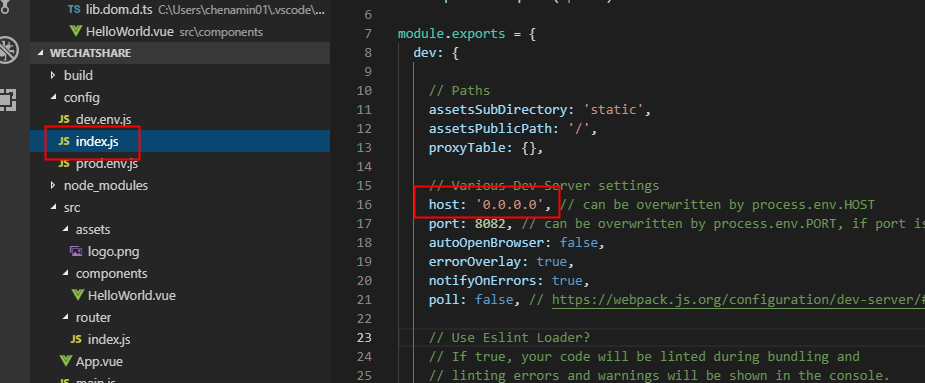 TS lib.dom.d.ts C:\Users\chenamin01\.vscode\...
HelloWorld.vue src\components
WECHATSHARE
build
config
JS dev.env.js
JS index.js
JS prod.env.js
node_modules
src
assets
logo.png
components
HelloWorld.vue
router
JS index.js
App.vue
JS main.js
6
7 module.exports = {
8 dev: {
9
10 // Paths
11 assetsSubDirectory: 'static',
12 assetsPublicPath: '/',
13 proxyTable: {},
14
15 // Various Dev Server settings
16 host: '0.0.0.0', // can be overwritten by process.env.HOST
17 port: 8082, // can be overwritten by process.env.PORT, if port is
18 autoOpenBrowser: false,
19 errorOverlay: true,
20 notifyOnErrors: true,
21 poll: false, // https://webpack.js.org/configuration/dev-server/#
22
23 // Use Eslint Loader?
24 // If true, your code will be linted during bundling and
25 // linting errors and warnings will be shown in the console.